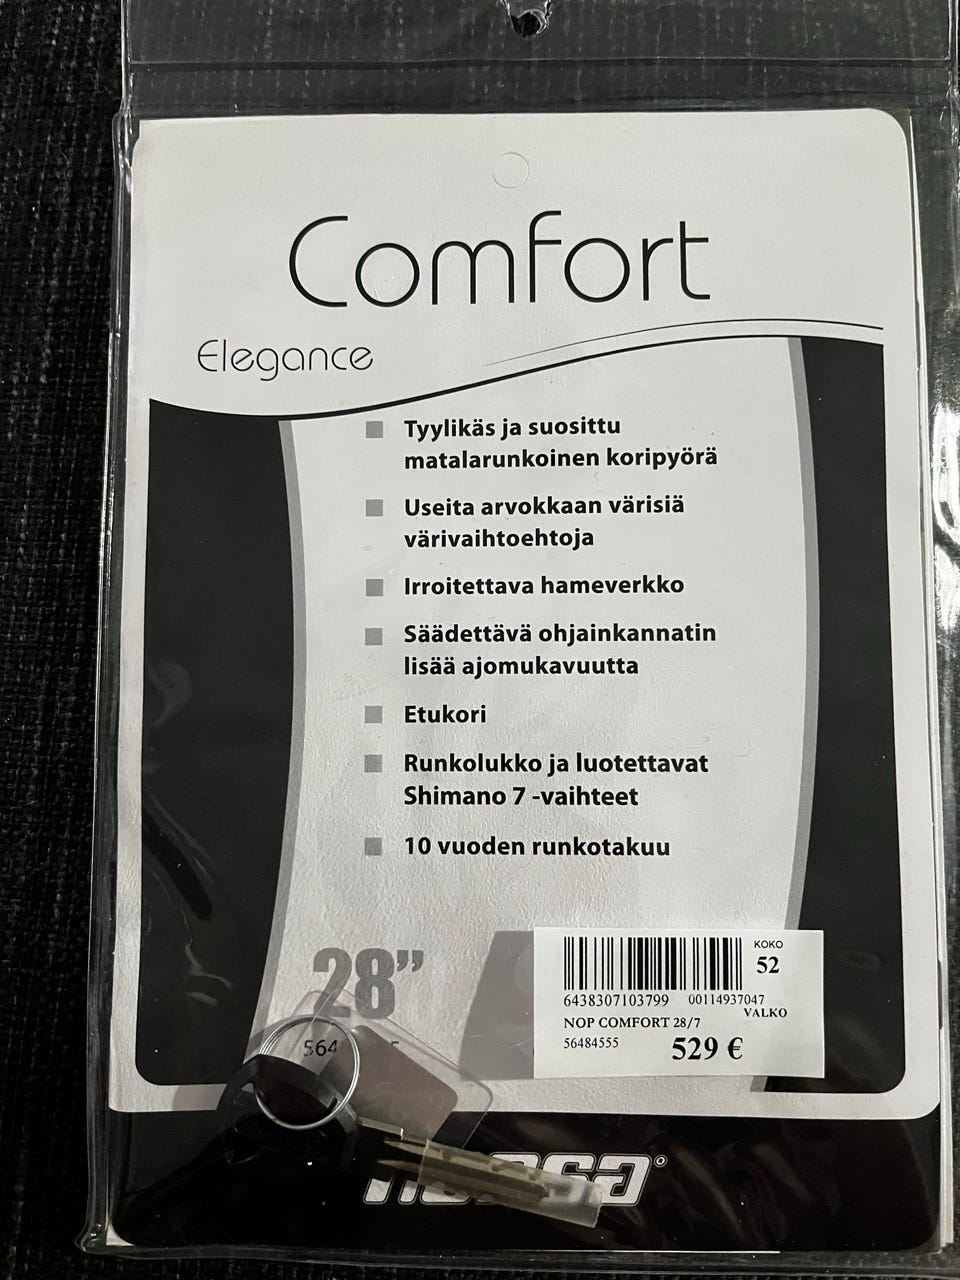 Comfort
Elegance
Tyylikäs ja suosittu
matalarunkoinen koripyörä
Useita arvokkaan värisiä
värivaihtoehtoja
Irroitettava hameverkko
Säädettävä ohjainkannatin
lisää ajomukavuutta
Etukori
Runkolukko ja luotettavat
Shimano 7 -vaihteet
10 vuoden runkotakuu
28”
KOKO
52
6438307103799 00114937047
VALKO
NOP COMFORT 28/7
56484555 529 €